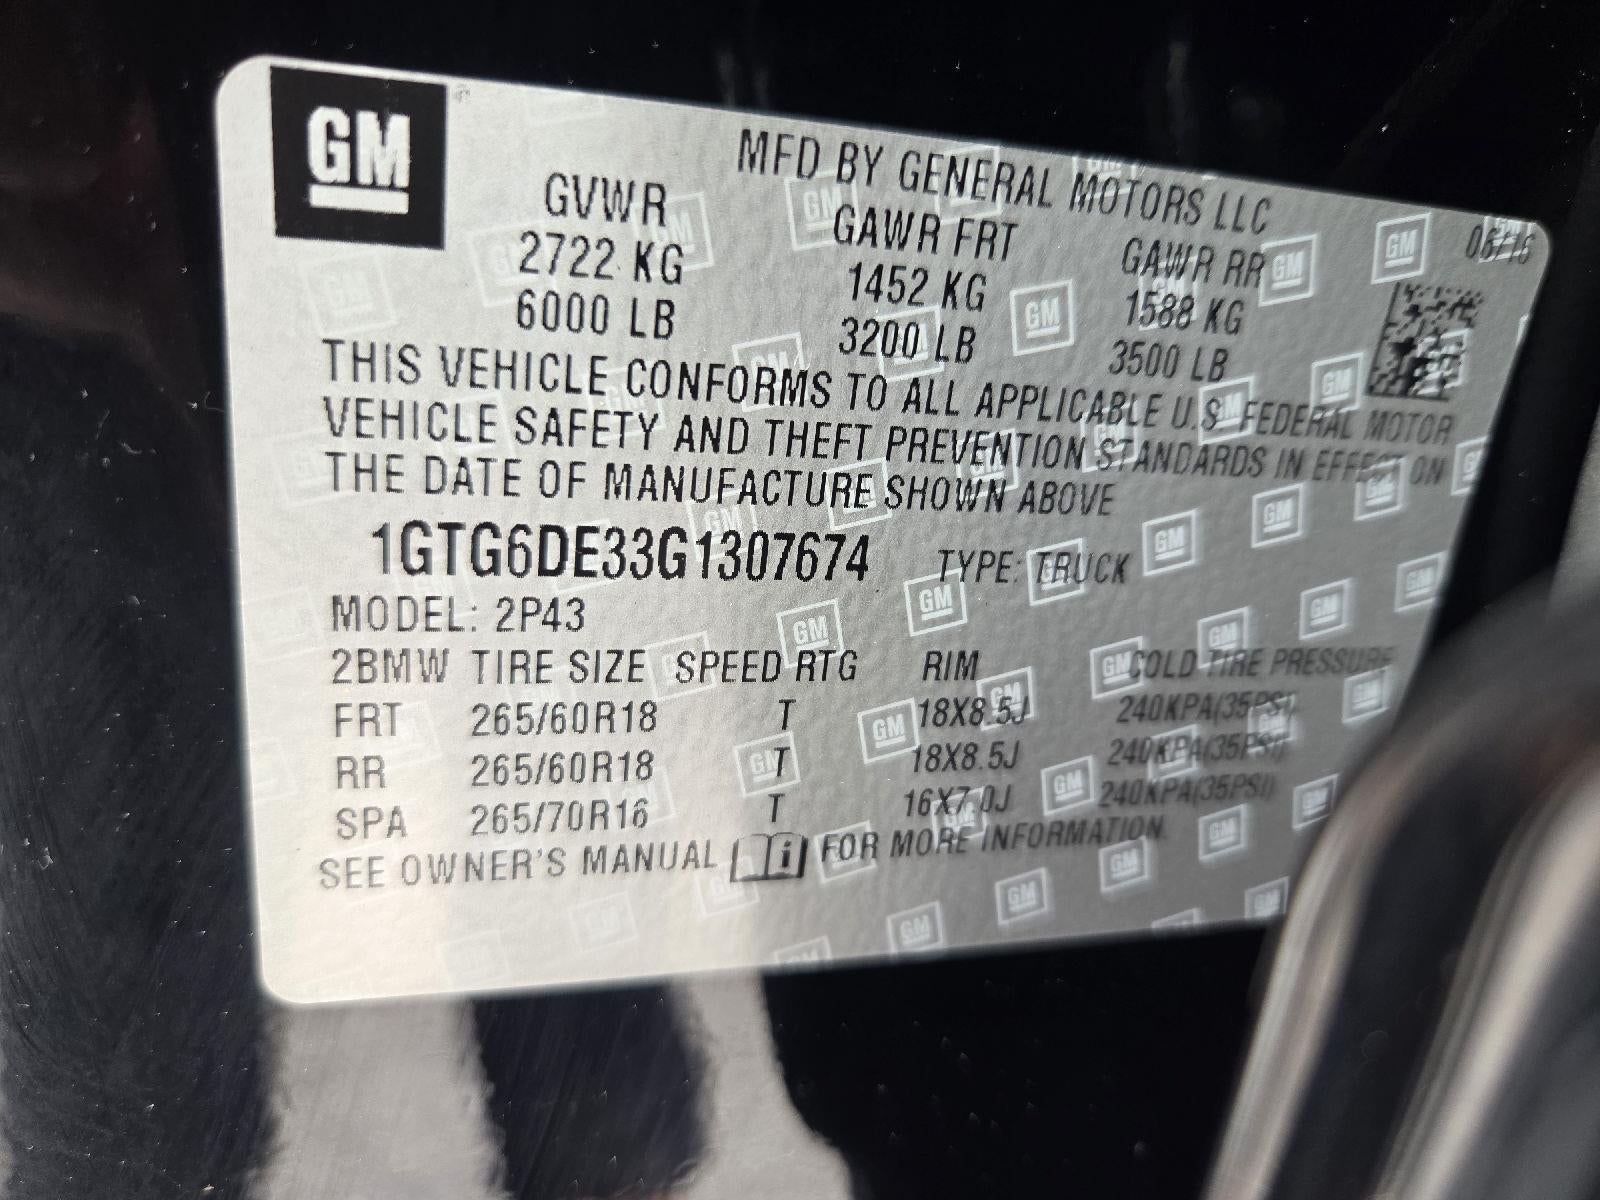 GM
MFD BY GENERAL MOTORS LLC
06/16
GVWR GAWR FRT GAWR RR
2722 KG 1452 KG 1588 KG
6000 LB 3200 LB 3500 LB
THIS VEHICLE CONFORMS TO ALL APPLICABLE U.S. FEDERAL MOTOR
VEHICLE SAFETY AND THEFT PREVENTION STANDARDS IN EFFECT ON
THE DATE OF MANUFACTURE SHOWN ABOVE
1GTG6DE33G1307674 TYPE: TRUCK
MODEL: 2P43
2BMW TIRE SIZE SPEED RTG RIM COLD TIRE PRESSURE
FRT 265/60R18 T 18X8.5J 240KPA(35PSI)
RR 265/60R18 T 18X8.5J 240KPA(35PSI)
SPA 265/70R16 T 16X7.0J 240KPA(35PSI)
SEE OWNER'S MANUAL i FOR MORE INFORMATION.